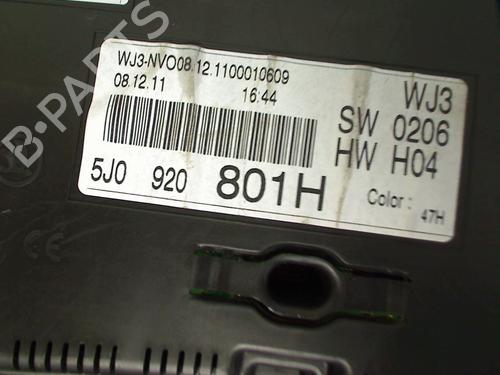 B-PARTS
WJ3-NVO08.12.1100010609
08.12.11 16:44
WJ3
SW 0206
HW H04
5J0 920 801H
Color : 47H